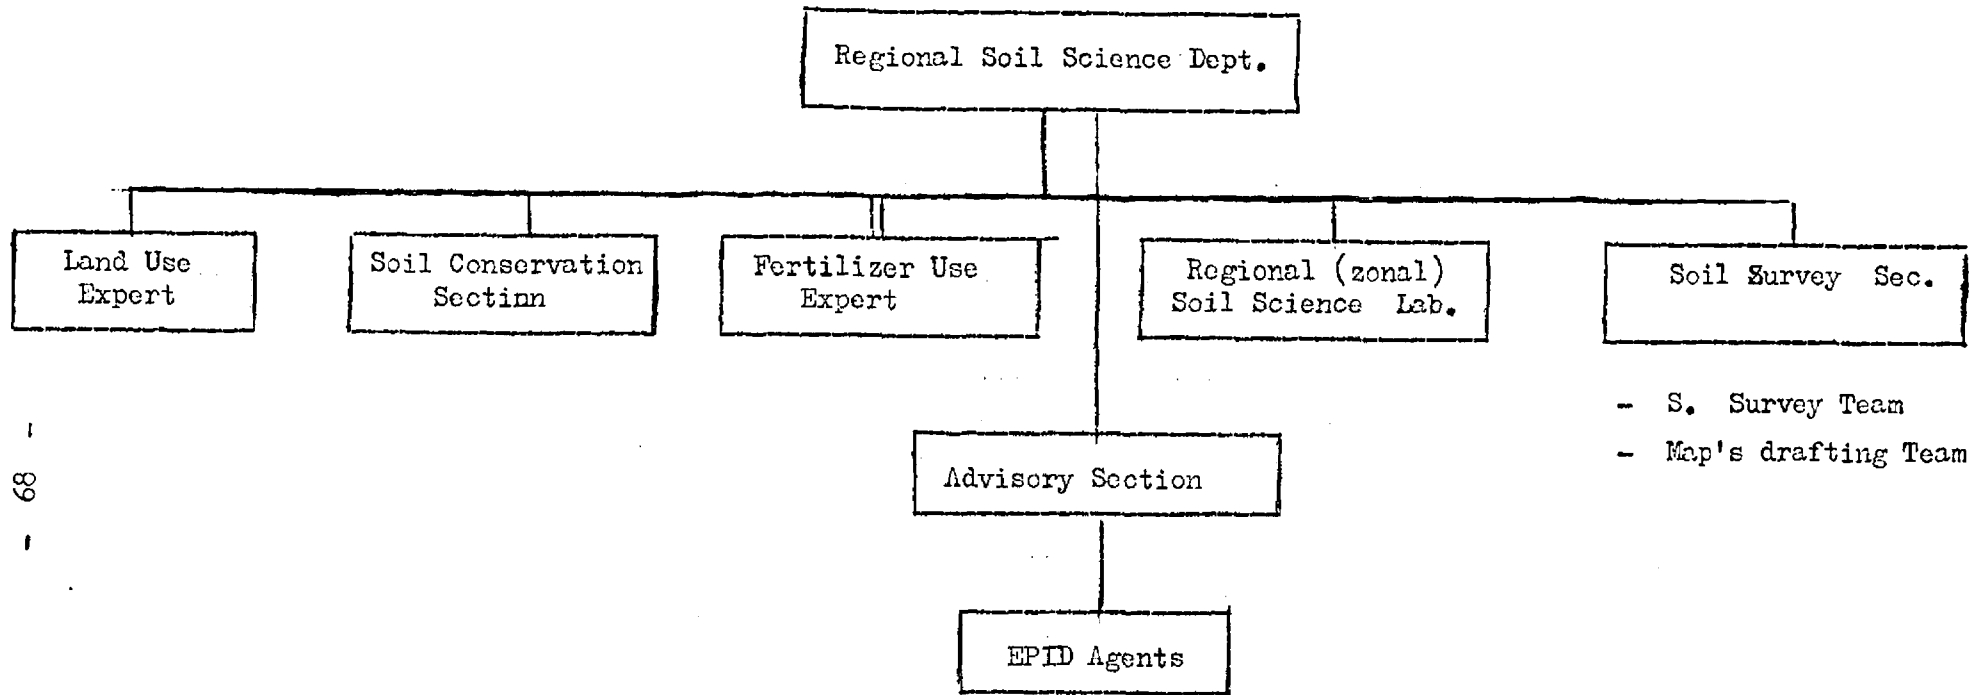 Regional Soil Science Dept.
Land Use
Expert
Soil Conservation
Sectinn
Fertilizer Use
Expert
Regional (zonal)
Soil Science Lab.
Soil Survey Sec.
- S. Survey Team
- Map's drafting Team
Advisory Section
EPID Agents
- 68 -